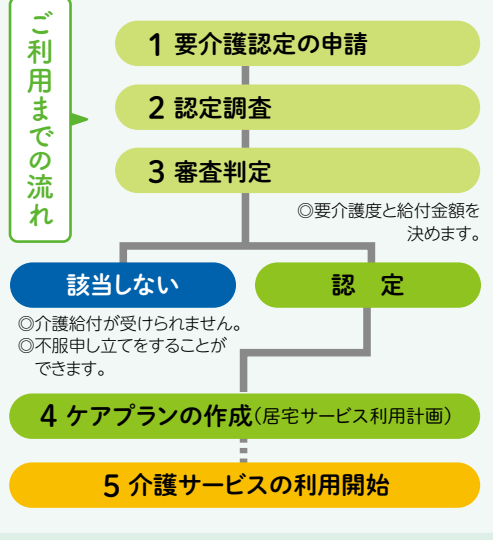 ご利用までの流れ
1 要介護認定の申請
2 認定調査
3 審査判定
◎要介護度と給付金額を
決めます。
該当しない
認 定
◎介護給付が受けられません。
◎不服申し立てをすることが
できます。
4 ケアプランの作成(居宅サービス利用計画)
5 介護サービスの利用開始